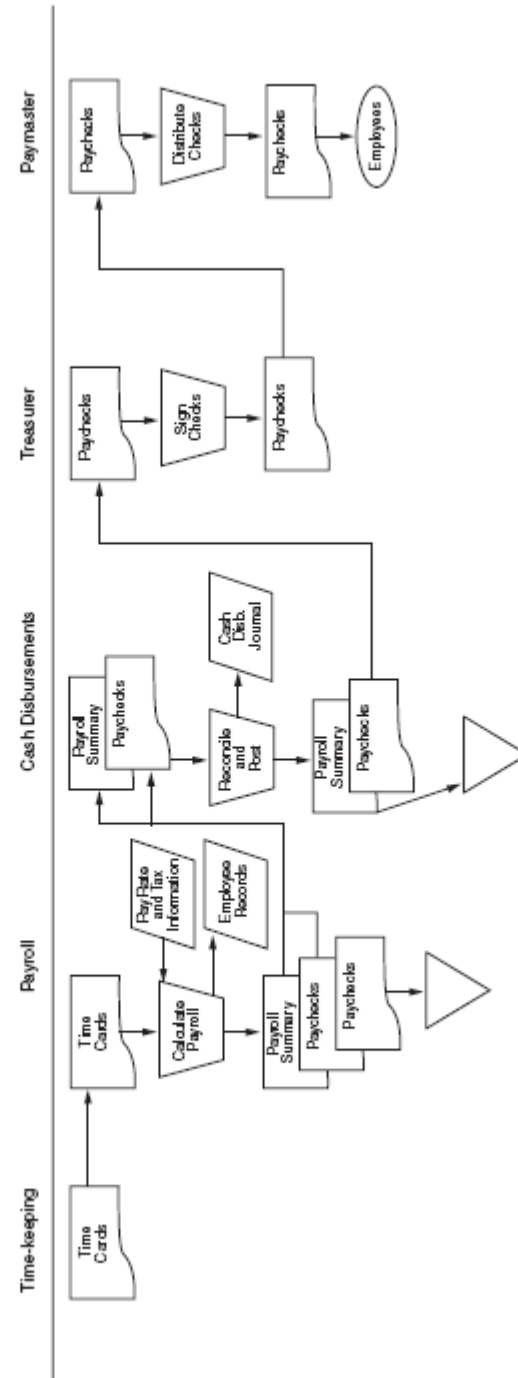 Time-keeping
Payroll
Cash Disbursements
Treasurer
Paymaster
Time
Cards
Time
Cards
Calculate
Payroll
Pay Rate
and Tax
Information
Employee
Records
Payroll
Summary
Paychecks
Paychecks
Payroll
Summary
Paychecks
Reconcile
and
Post
Cash
Disb.
Journal
Payroll
Summary
Paychecks
Paychecks
Sign
Checks
Paychecks
Paychecks
Distribute
Checks
Paychecks
Employees